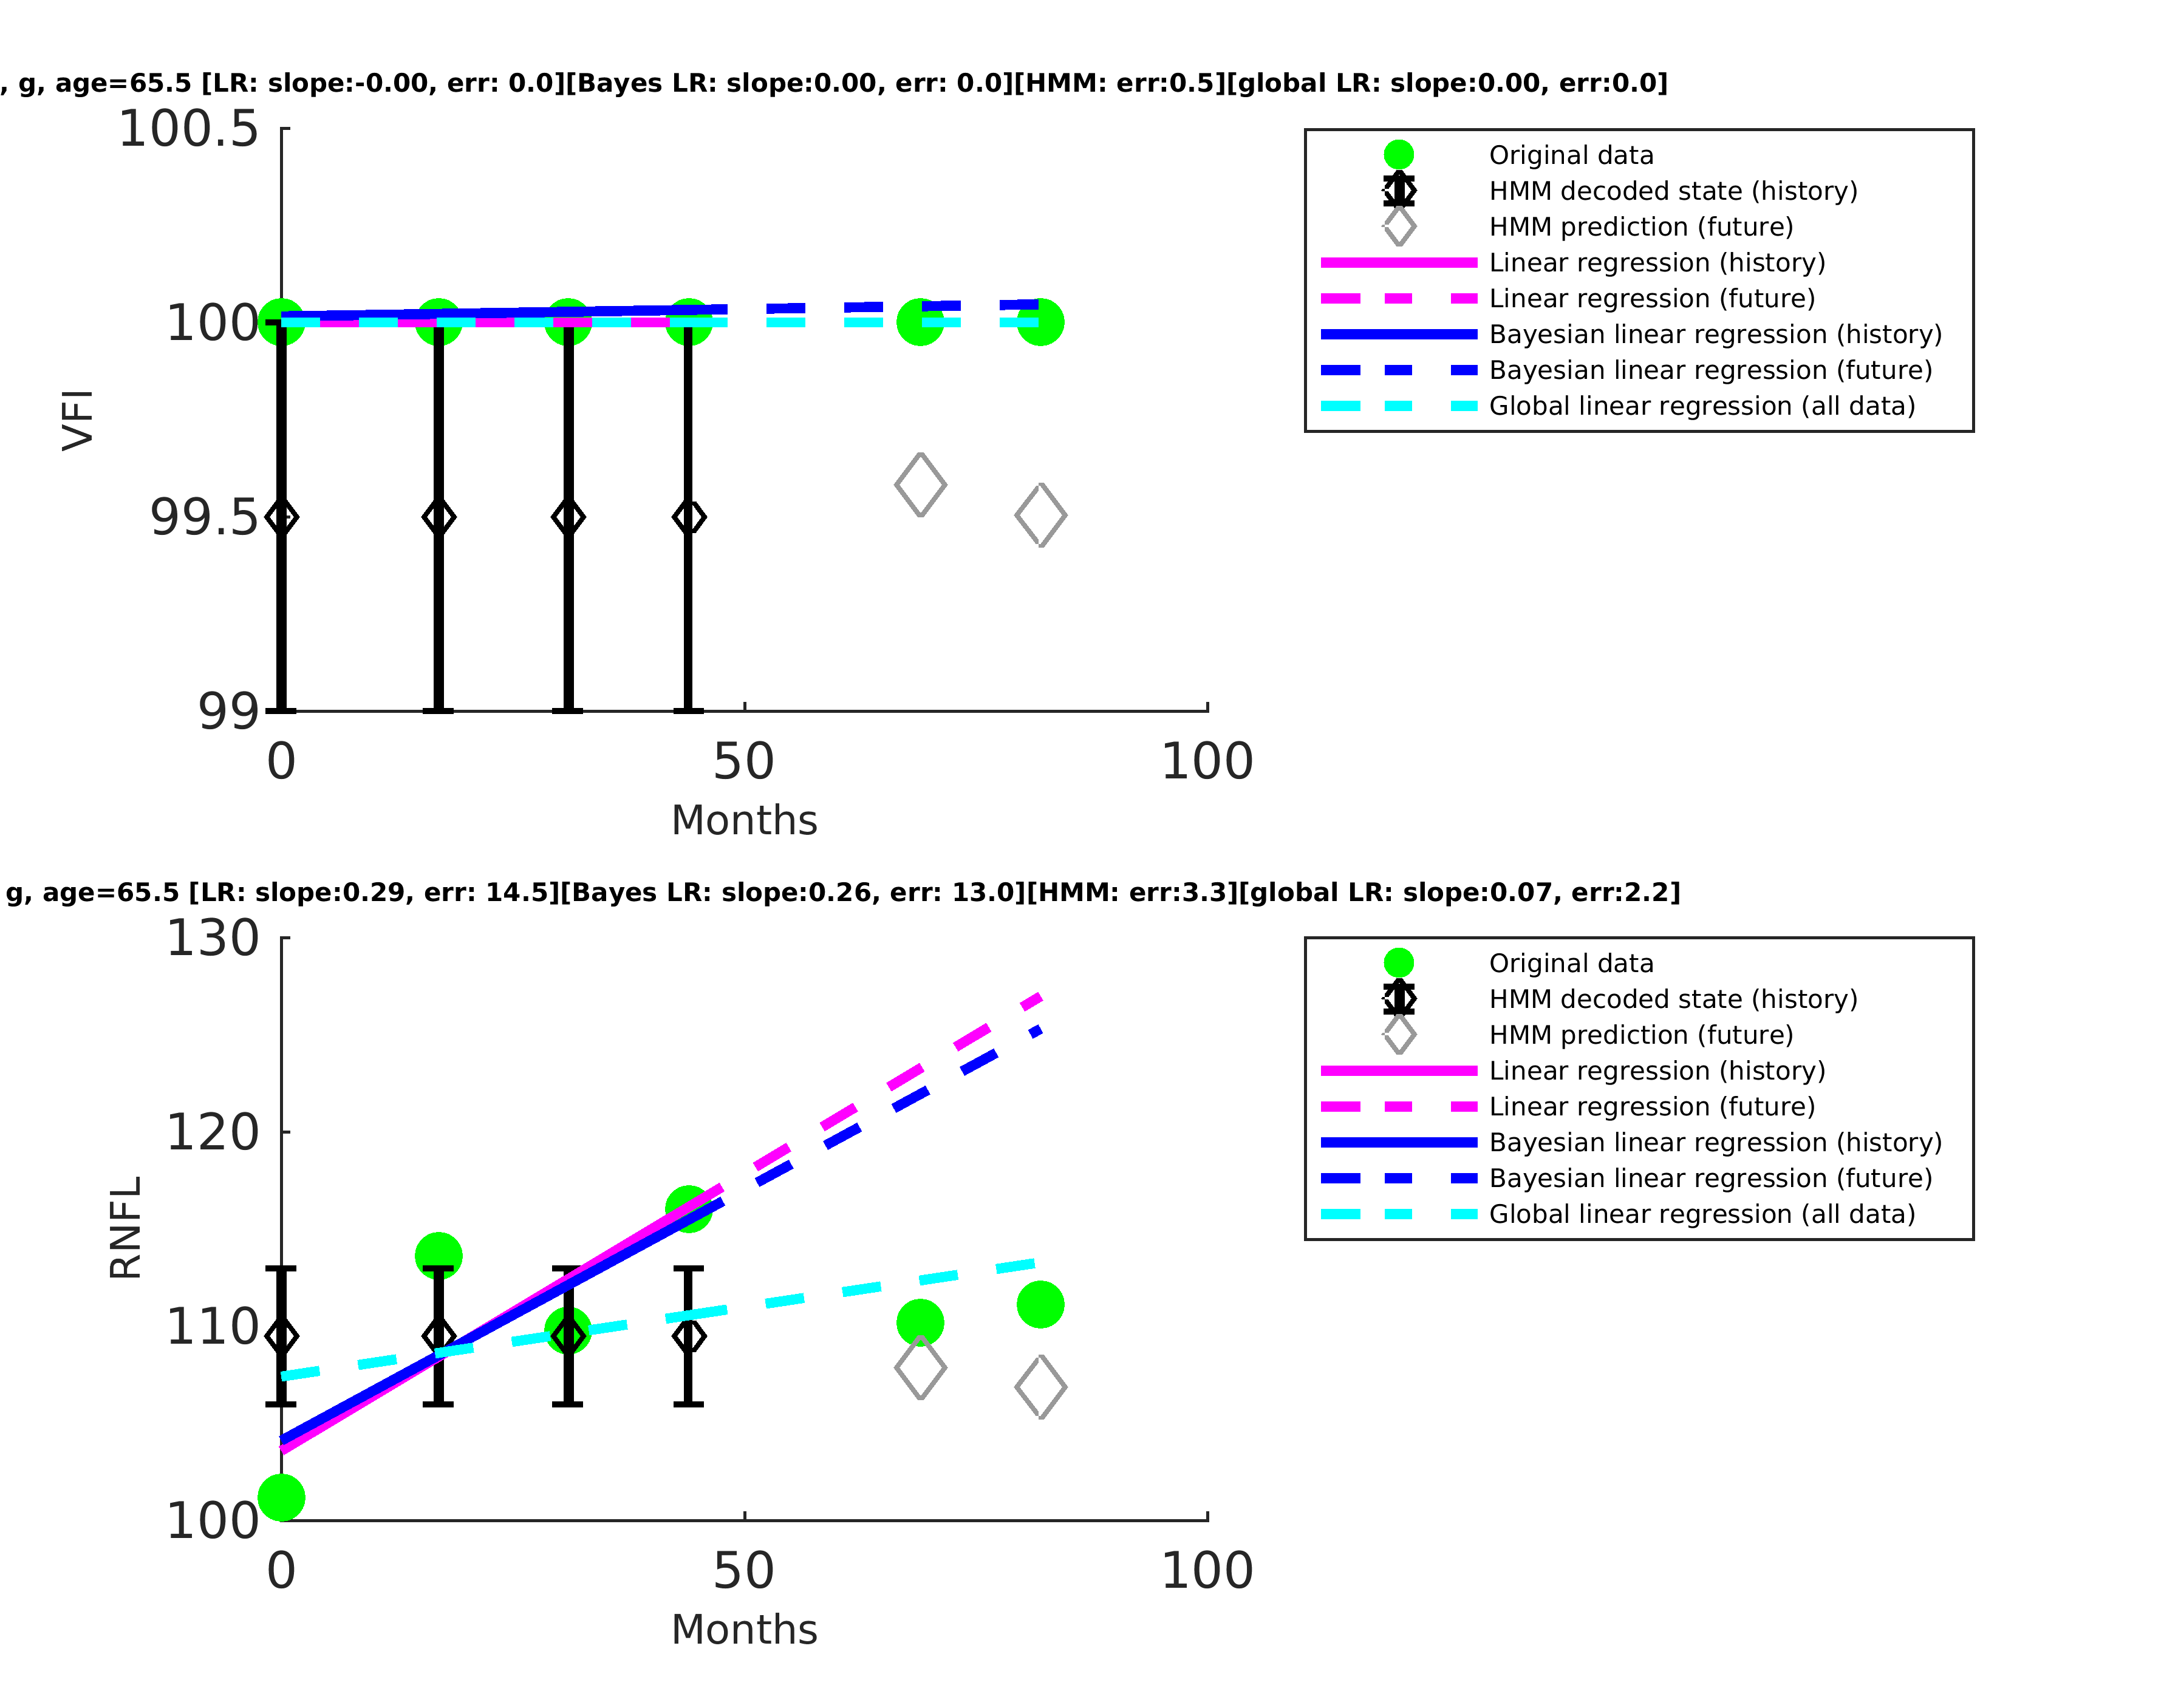 , g, age=65.5 [LR: slope:-0.00, err: 0.0][Bayes LR: slope:0.00, err: 0.0][HMM: err:0.5][global LR: slope:0.00, err:0.0]
100.5
100
99.5
99
VFI
0 50 100
Months
Original data
HMM decoded state (history)
HMM prediction (future)
Linear regression (history)
Linear regression (future)
Bayesian linear regression (history)
Bayesian linear regression (future)
Global linear regression (all data)
g, age=65.5 [LR: slope:0.29, err: 14.5][Bayes LR: slope:0.26, err: 13.0][HMM: err:3.3][global LR: slope:0.07, err:2.2]
130
120
110
100
RNFL
0 50 100
Months
Original data
HMM decoded state (history)
HMM prediction (future)
Linear regression (history)
Linear regression (future)
Bayesian linear regression (history)
Bayesian linear regression (future)
Global linear regression (all data)